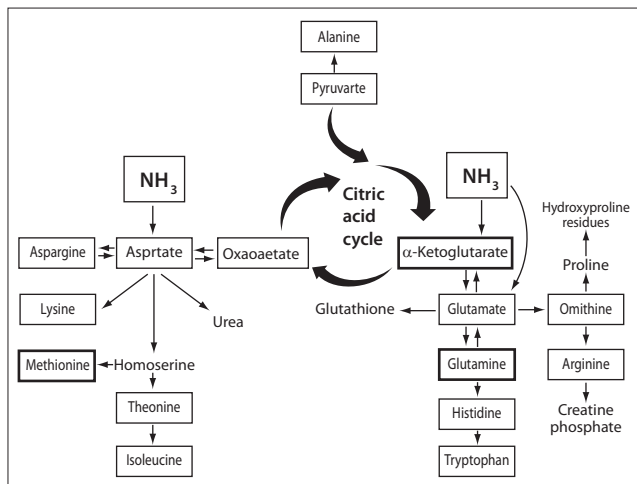 Alanine
Pyruvarte
NH₃
Citric
acid
cycle
NH₃
Hydroxyproline
residues
Aspargine
Asprtate
Oxaoaetate
α-Ketoglutarate
Proline
Lysine
Urea
Glutathione
Glutamate
Omithine
Methionine
Homoserine
Glutamine
Arginine
Theonine
Histidine
Creatine
phosphate
Isoleucine
Tryptophan